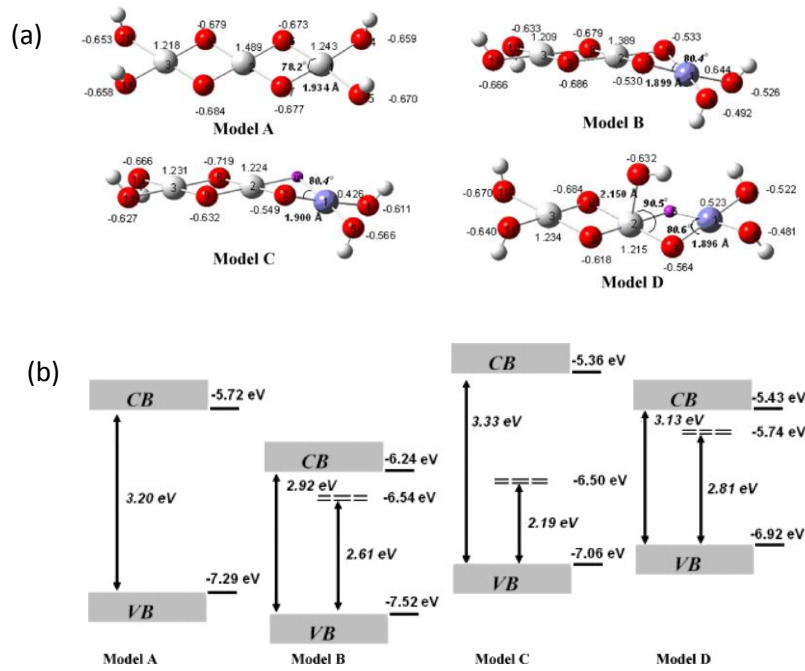 (a)
-0.679 -0.673
-0.653 1.218 1.489 1.243 -0.659
3 78.2° 1.934 Å
-0.658 -0.684 -0.677 -0.670
Model A
-0.633 1.209 -0.679 1.389 -0.533
3 80.4°
-0.666 -0.686 -0.530 1.899 Å 1 0.644 -0.526
-0.492
Model B
-0.666 1.231 -0.719 1.224
3 2 80.4° 0.426
-0.627 -0.632 -0.549 1.900 Å 1 -0.611
-0.566
Model C
-0.632
-0.670 -0.684 2.150 Å 90.5° 0.523 -0.522
3 2 80.6°
-0.640 1.234 -0.618 1.215 -0.564 1.896 Å -0.481
Model D
(b)
CB -5.72 eV
3.20 eV
-7.29 eV
VB
Model A
CB -6.24 eV
2.92 eV
-6.54 eV
2.61 eV
-7.52 eV
VB
Model B
CB -5.36 eV
3.33 eV
-6.50 eV
2.19 eV
-7.06 eV
VB
Model C
CB -5.43 eV
3.13 eV
-5.74 eV
2.81 eV
-6.92 eV
VB
Model D